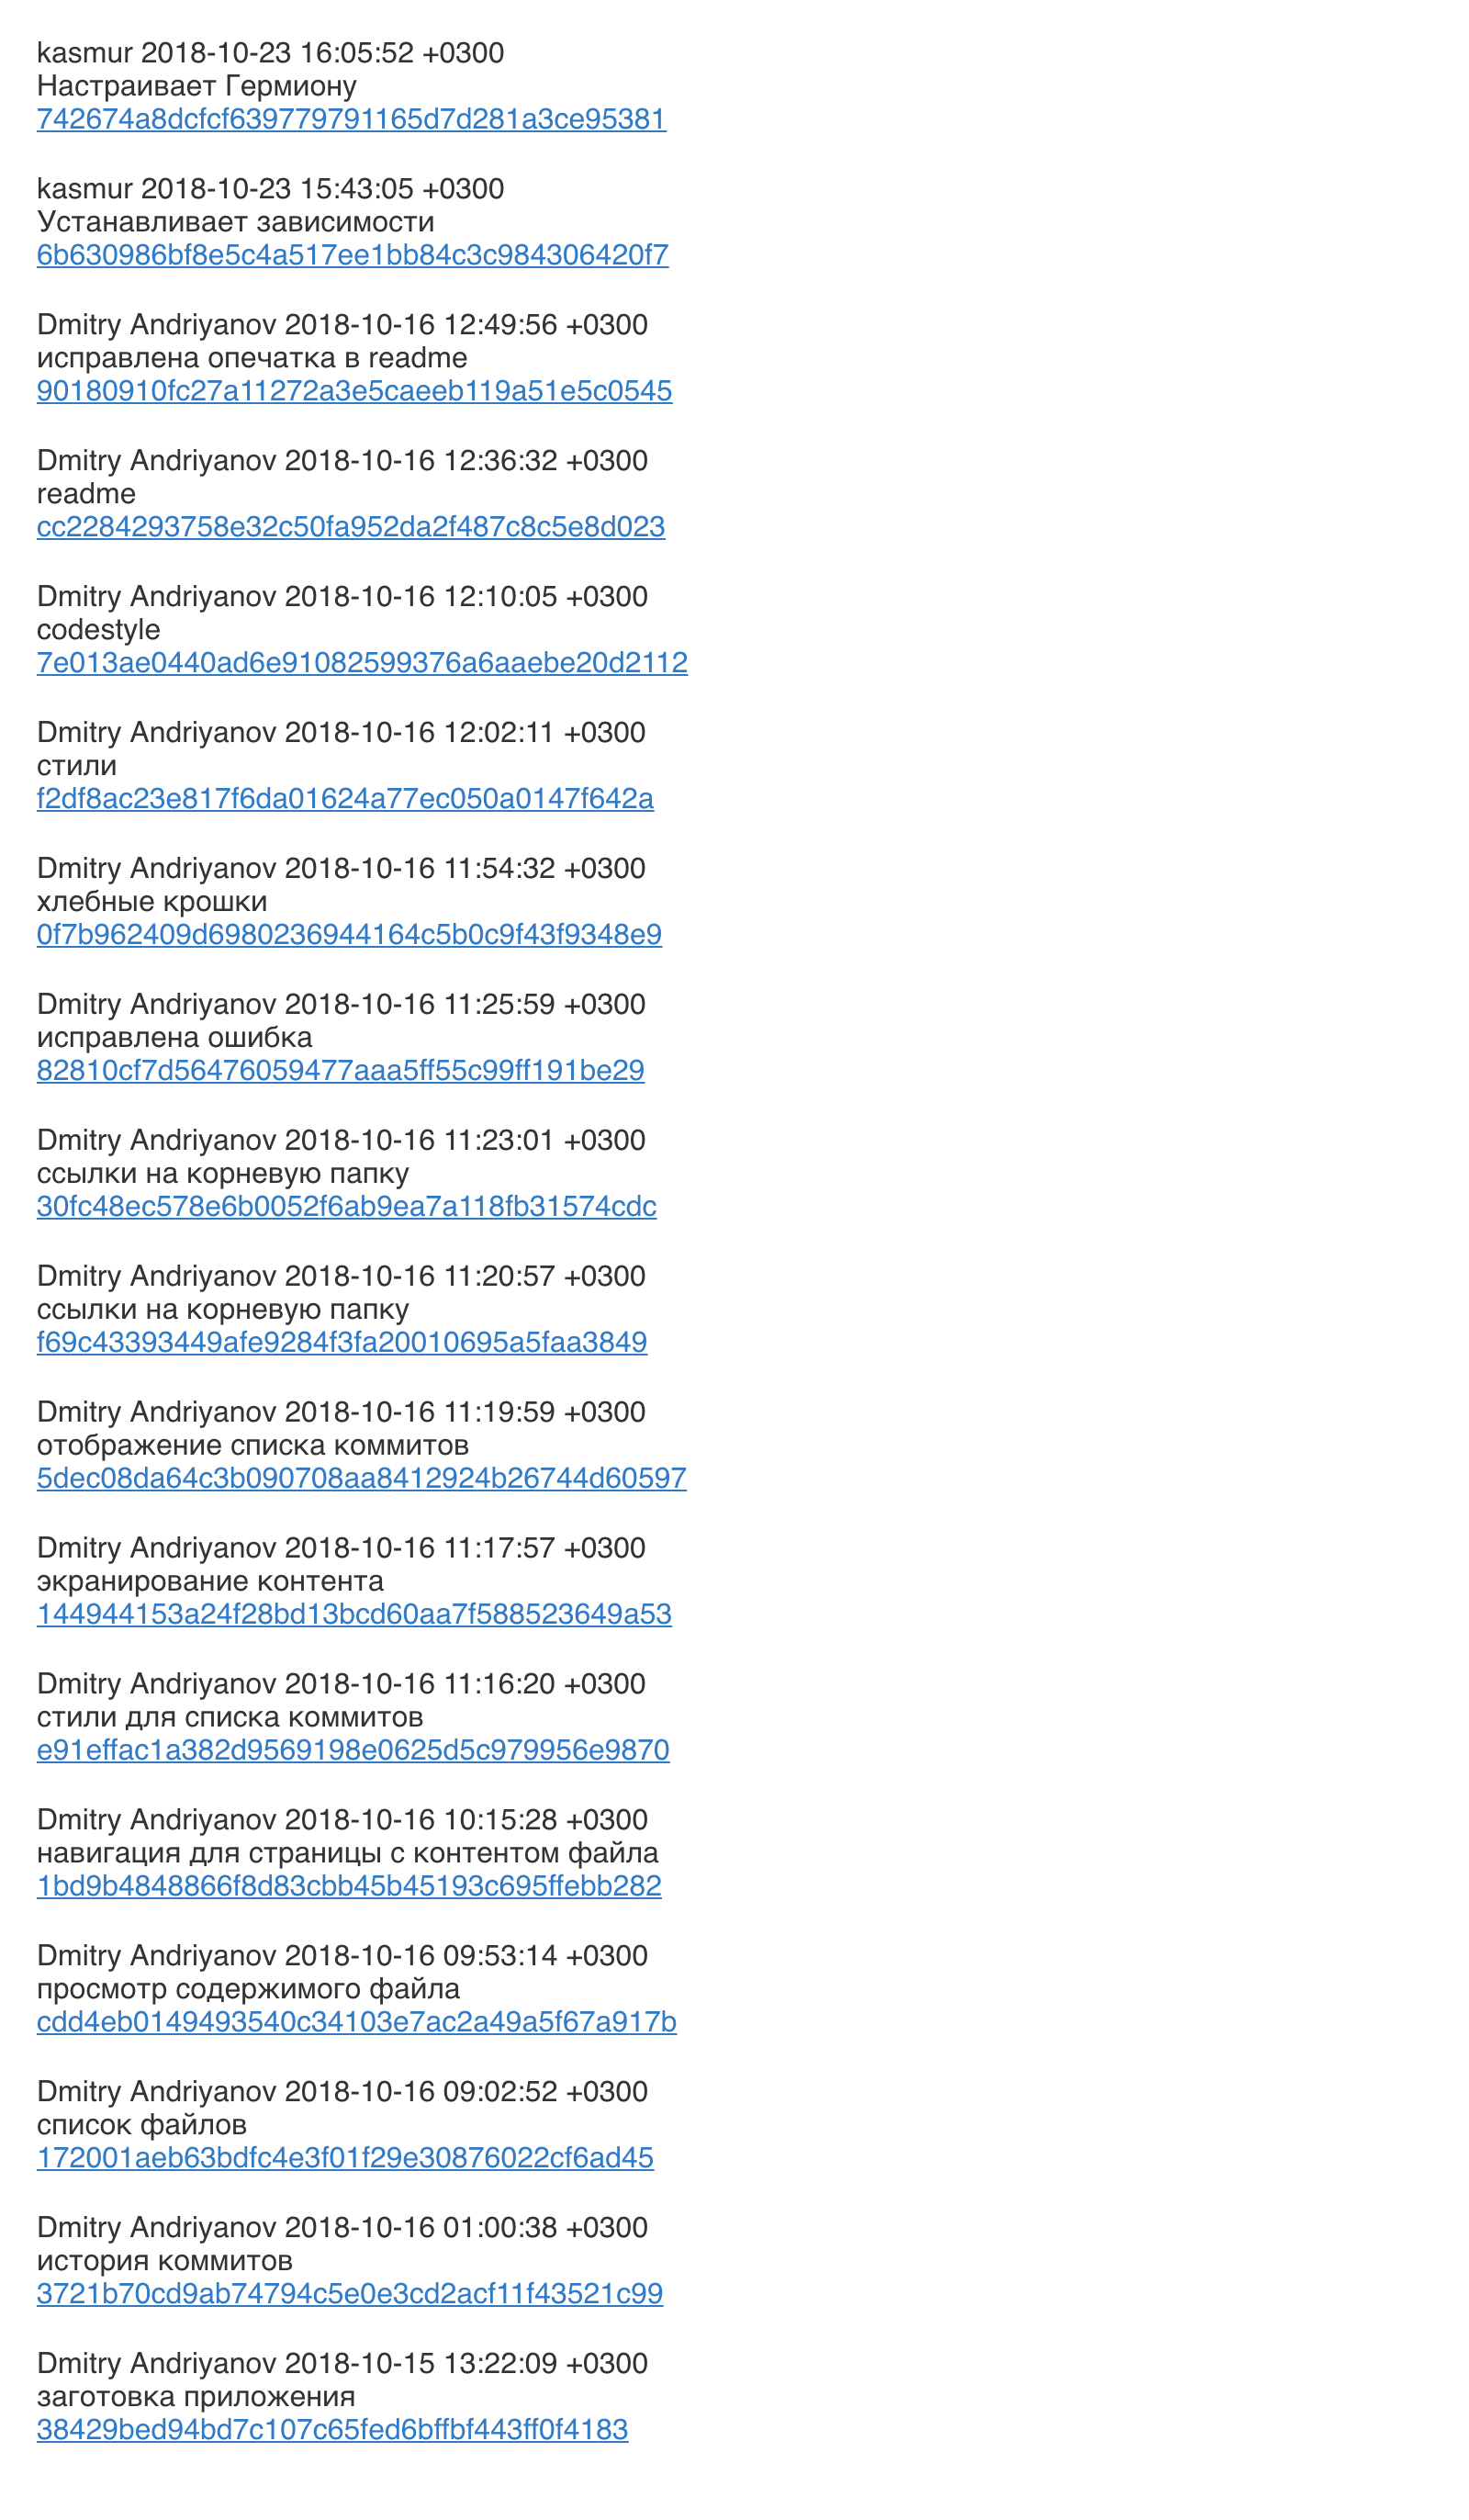 kasmur 2018-10-23 16:05:52 +0300
Настраивает Гермиону
742674a8dcfcf639779791165d7d281a3ce95381
kasmur 2018-10-23 15:43:05 +0300
Устанавливает зависимости
6b630986bf8e5c4a517ee1bb84c3c984306420f7
Dmitry Andriyanov 2018-10-16 12:49:56 +0300
исправлена опечатка в readme
90180910fc27a11272a3e5caeeb119a51e5c0545
Dmitry Andriyanov 2018-10-16 12:36:32 +0300
readme
cc2284293758e32c50fa952da2f487c8c5e8d023
Dmitry Andriyanov 2018-10-16 12:10:05 +0300
codestyle
7e013ae0440ad6e91082599376a6aaebe20d2112
Dmitry Andriyanov 2018-10-16 12:02:11 +0300
стили
f2df8ac23e817f6da01624a77ec050a0147f642a
Dmitry Andriyanov 2018-10-16 11:54:32 +0300
хлебные крошки
0f7b962409d6980236944164c5b0c9f43f9348e9
Dmitry Andriyanov 2018-10-16 11:25:59 +0300
исправлена ошибка
82810cf7d56476059477aaa5ff55c99ff191be29
Dmitry Andriyanov 2018-10-16 11:23:01 +0300
ссылки на корневую папку
30fc48ec578e6b0052f6ab9ea7a118fb31574cdc
Dmitry Andriyanov 2018-10-16 11:20:57 +0300
ссылки на корневую папку
f69c43393449afe9284f3fa20010695a5faa3849
Dmitry Andriyanov 2018-10-16 11:19:59 +0300
отображение списка коммитов
5dec08da64c3b090708aa8412924b26744d60597
Dmitry Andriyanov 2018-10-16 11:17:57 +0300
экранирование контента
144944153a24f28bd13bcd60aa7f588523649a53
Dmitry Andriyanov 2018-10-16 11:16:20 +0300
стили для списка коммитов
e91effac1a382d9569198e0625d5c979956e9870
Dmitry Andriyanov 2018-10-16 10:15:28 +0300
навигация для страницы с контентом файла
1bd9b4848866f8d83cbb45b45193c695ffebb282
Dmitry Andriyanov 2018-10-16 09:53:14 +0300
просмотр содержимого файла
cdd4eb0149493540c34103e7ac2a49a5f67a917b
Dmitry Andriyanov 2018-10-16 09:02:52 +0300
список файлов
172001aeb63bdfc4e3f01f29e30876022cf6ad45
Dmitry Andriyanov 2018-10-16 01:00:38 +0300
история коммитов
3721b70cd9ab74794c5e0e3cd2acf11f43521c99
Dmitry Andriyanov 2018-10-15 13:22:09 +0300
заготовка приложения
38429bed94bd7c107c65fed6bffbf443ff0f4183